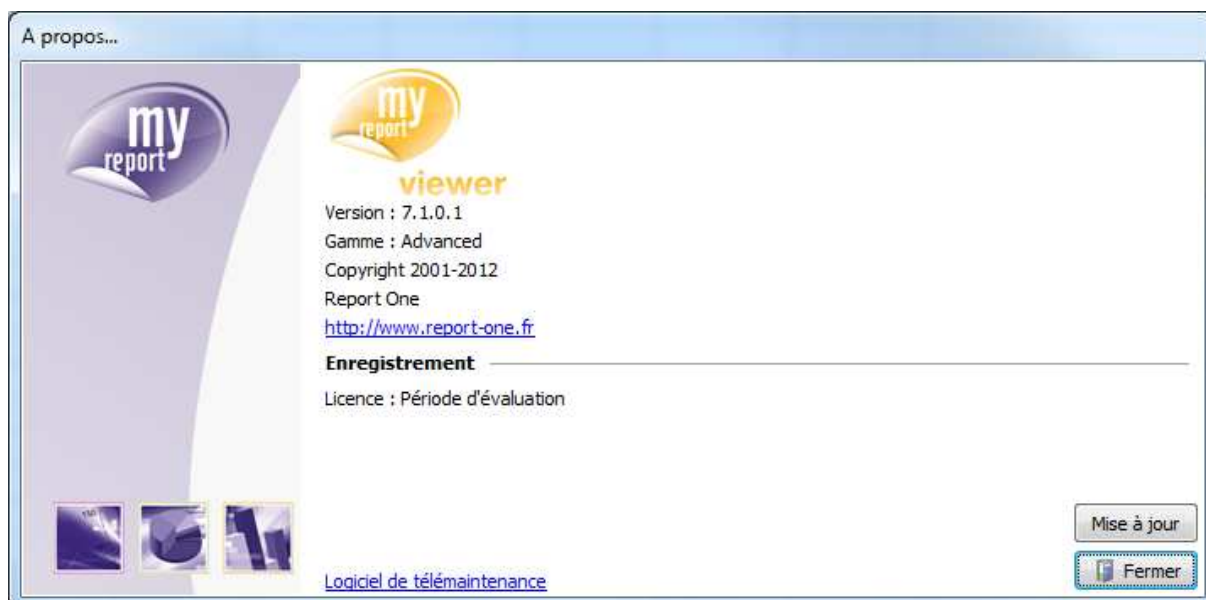 A propos...
my
report
my
report
viewer
Version : 7.1.0.1
Gamme : Advanced
Copyright 2001-2012
Report One
http://www.report-one.fr
Enregistrement
Licence : Période d'évaluation
Mise à jour
Fermer
Logiciel de télémaintenance